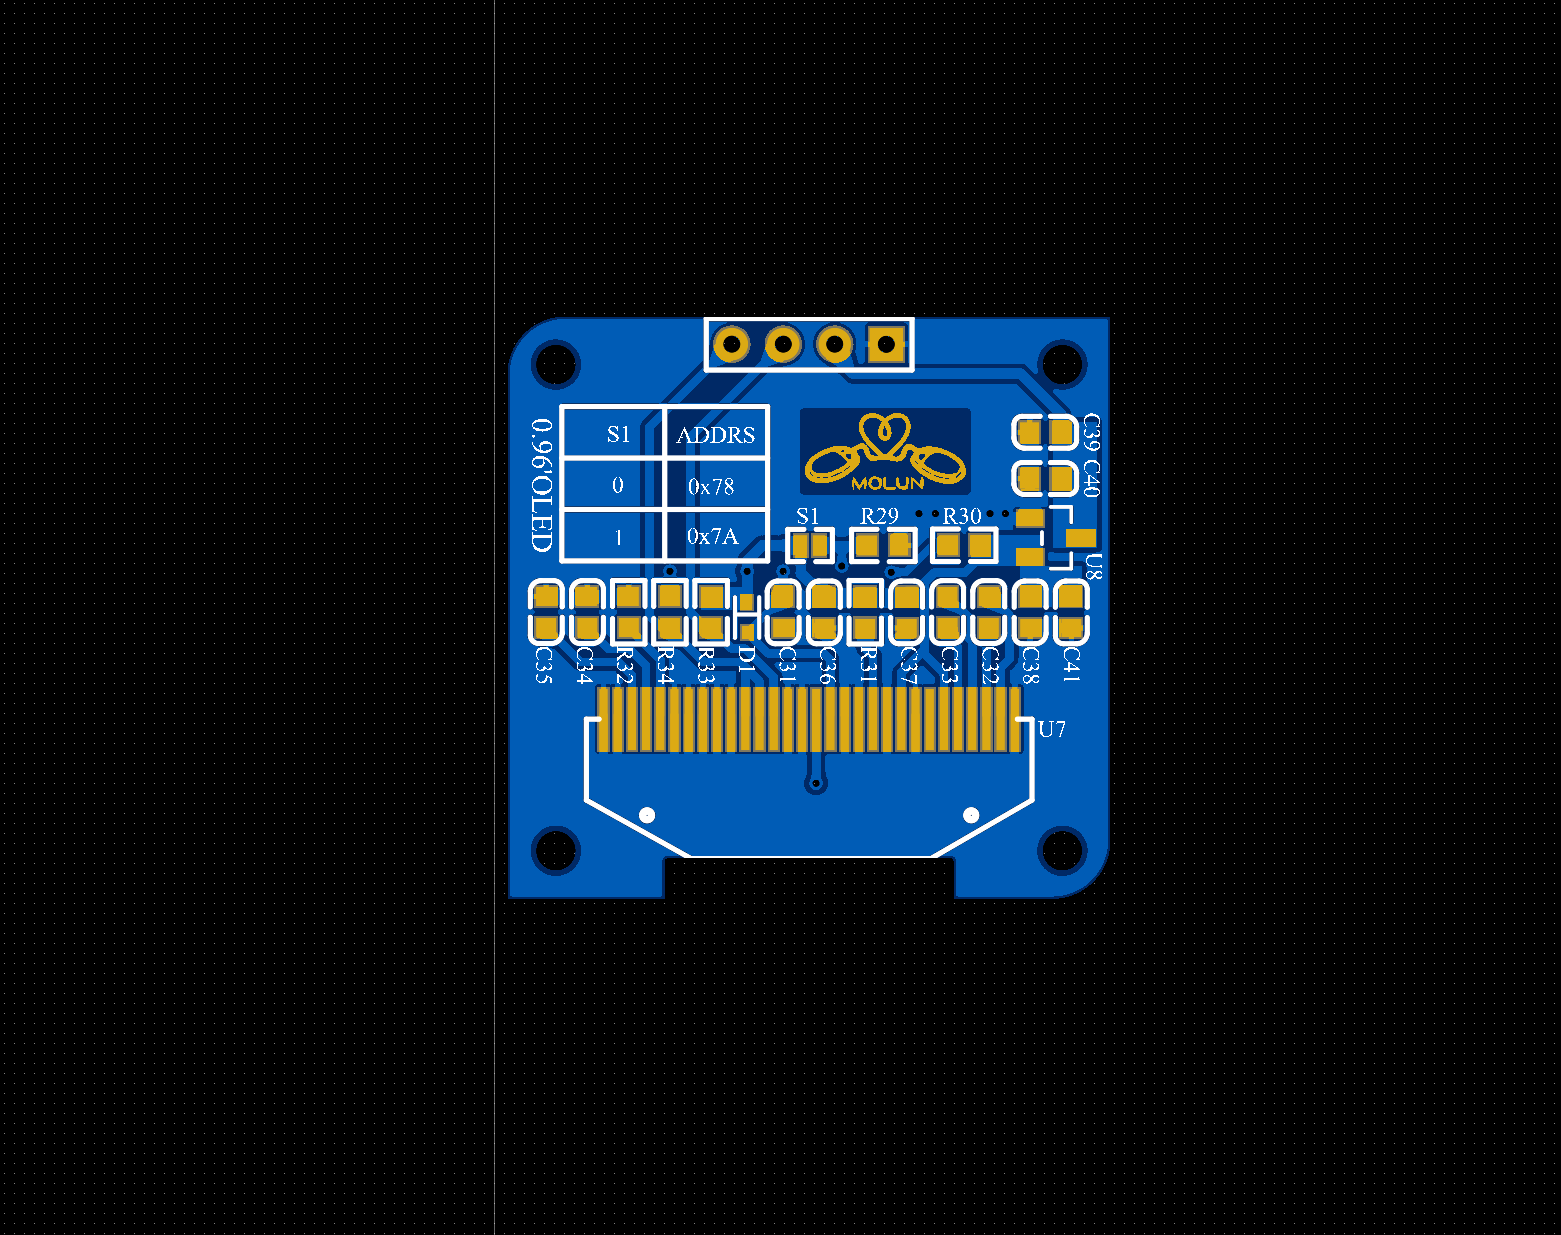 S1 ADDRS
0 0x78
1 0x7A
0.96'OLED
MOLUN
C39
C40
S1 R29 R30
U8
C35 C34 R32 R34 R33 D1 C31 C36 R31 C37 C33 C32 C38 C41
U7